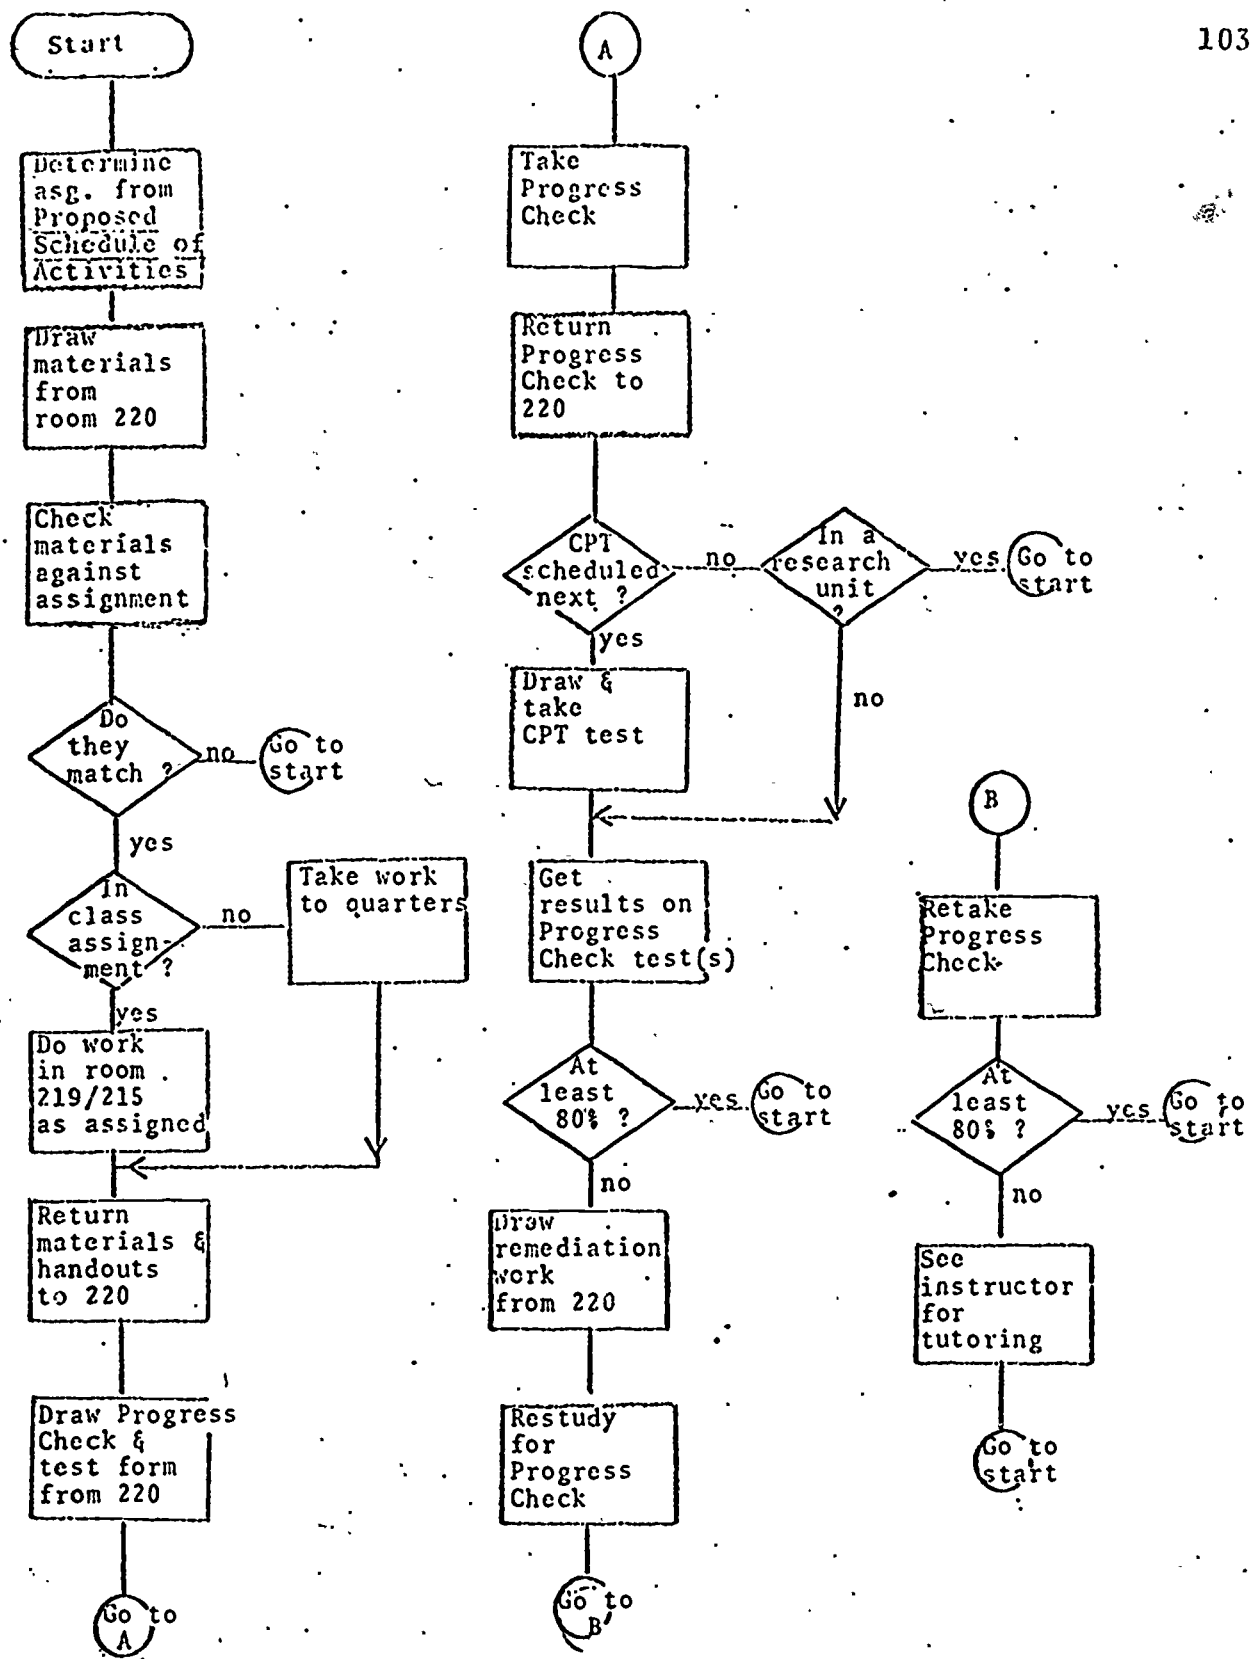 103
Start
Determine
asg. from
Proposed
Schedule of
Activities
Draw
materials
from
room 220
Check
materials
against
assignment
Do
they
match ?
no
Go to
start
yes
In
class
assign-
ment ?
no
Take work
to quarters
yes
Do work
in room
219/215
as assigned
Return
materials &
handouts
to 220
Draw Progress
Check &
test form
from 220
Go to
A
A
Take
Progress
Check
Return
Progress
Check to
220
CPT
scheduled
next ?
no
In a
research
unit
?
yes
Go to
start
no
yes
Draw &
take
CPT test
Get
results on
Progress
Check test(s)
At
least
80% ?
yes
Go to
start
no
Draw
remediation
work
from 220
Restudy
for
Progress
Check
Go to
B
B
Retake
Progress
Check
At
least
80% ?
yes
Go to
start
no
See
instructor
for
tutoring
Go to
start